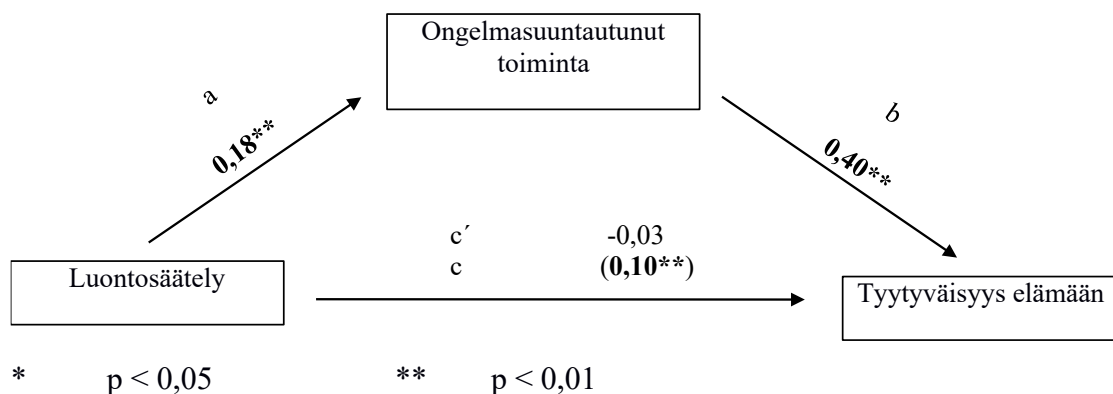 Ongelmasuuntautunut
toiminta
a
0,18**
b
0,40**
c´ -0,03
c (0,10**)
Luontosäätely
Tyytyväisyys elämään
* p < 0,05 ** p < 0,01